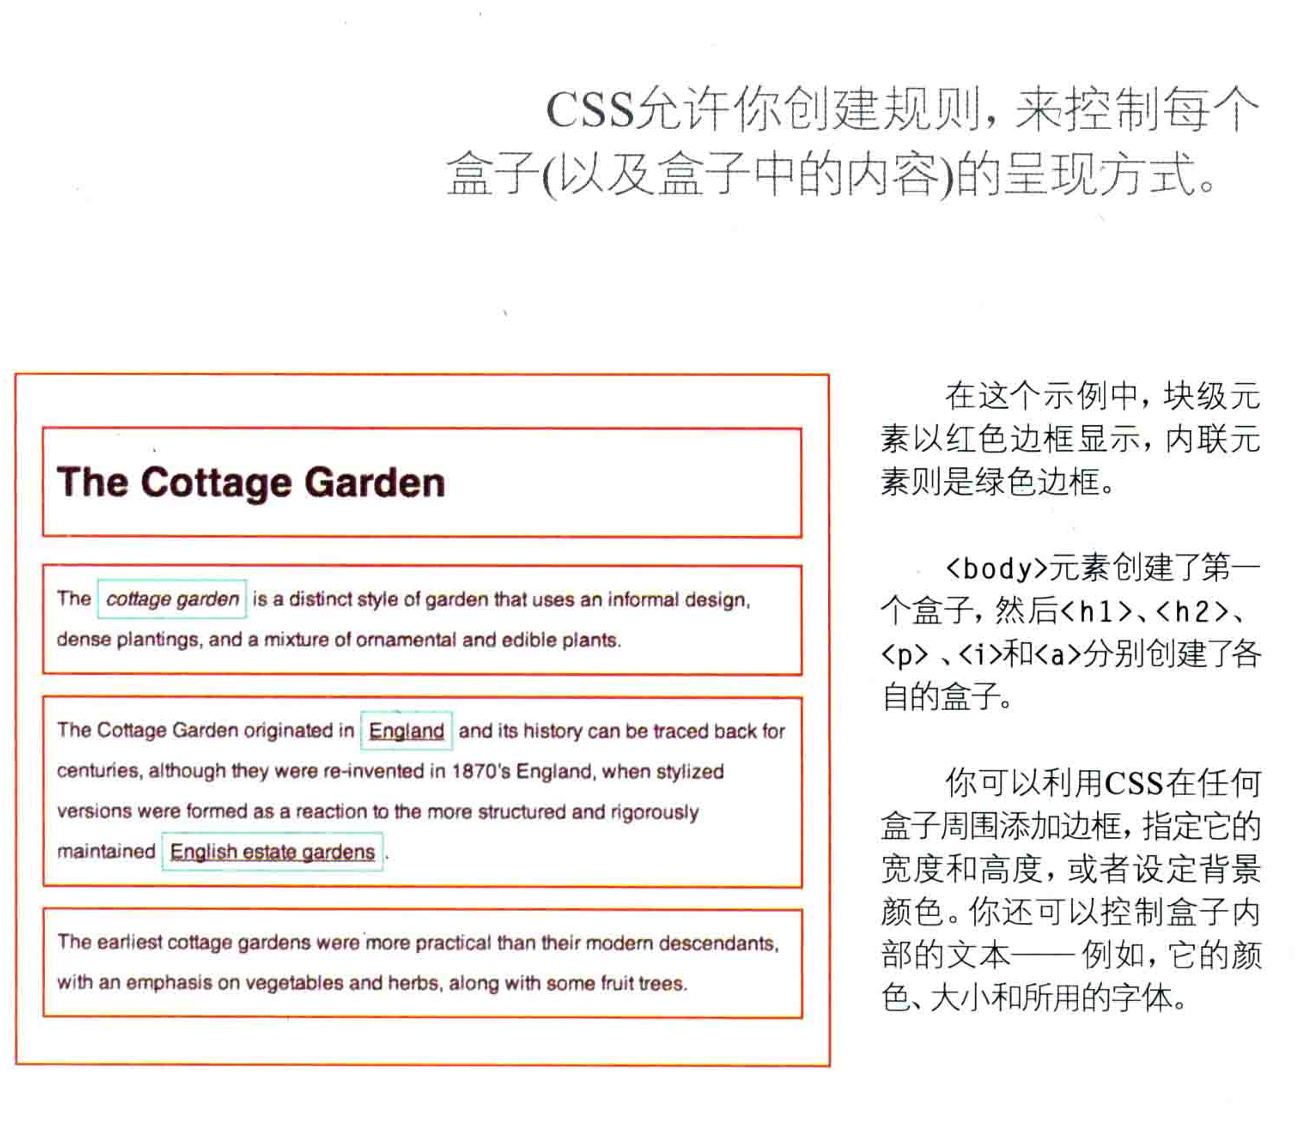 CSS允许你创建规则，来控制每个
盒子(以及盒子中的内容)的呈现方式。
The Cottage Garden
The cottage garden is a distinct style of garden that uses an informal design,
dense plantings, and a mixture of ornamental and edible plants.
The Cottage Garden originated in England and its history can be traced back for
centuries, although they were re-invented in 1870's England, when stylized
versions were formed as a reaction to the more structured and rigorously
maintained English estate gardens .
The earliest cottage gardens were more practical than their modern descendants,
with an emphasis on vegetables and herbs, along with some fruit trees.
在这个示例中，块级元
素以红色边框显示，内联元
素则是绿色边框。
<body>元素创建了第一
个盒子，然后<h1>、<h2>、
<p>、<i>和<a>分别创建了各
自的盒子。
你可以利用CSS在任何
盒子周围添加边框，指定它的
宽度和高度，或者设定背景
颜色。你还可以控制盒子内
部的文本——例如，它的颜
色、大小和所用的字体。